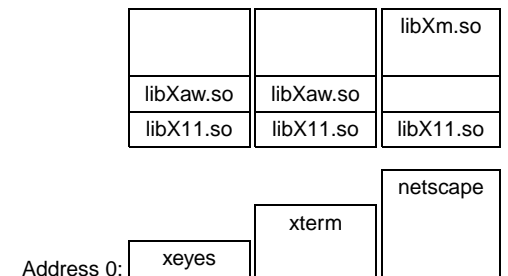 libXm.so
libXaw.so libXaw.so
libX11.so libX11.so libX11.so
netscape
xterm
Address 0: xeyes